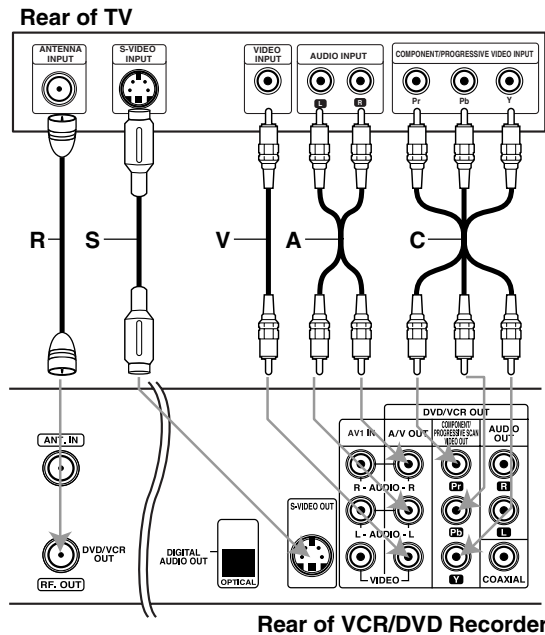 Rear of TV
ANTENNA INPUT
S-VIDEO INPUT
VIDEO INPUT
AUDIO INPUT
COMPONENT/PROGRESSIVE VIDEO INPUT
L
R
Pr
Pb
Y
R
S
V
A
C
DVD/VCR OUT
AV1 IN
A/V OUT
COMPONENT/
PROGRESSIVE SCAN
VIDEO OUT
AUDIO
OUT
ANT. IN
R - AUDIO - R
Pr
R
S-VIDEO OUT
L - AUDIO - L
Pb
L
DVD/VCR
OUT
DIGITAL
AUDIO OUT
OPTICAL
RF. OUT
VIDEO
Y
COAXIAL
Rear of VCR/DVD Recorder